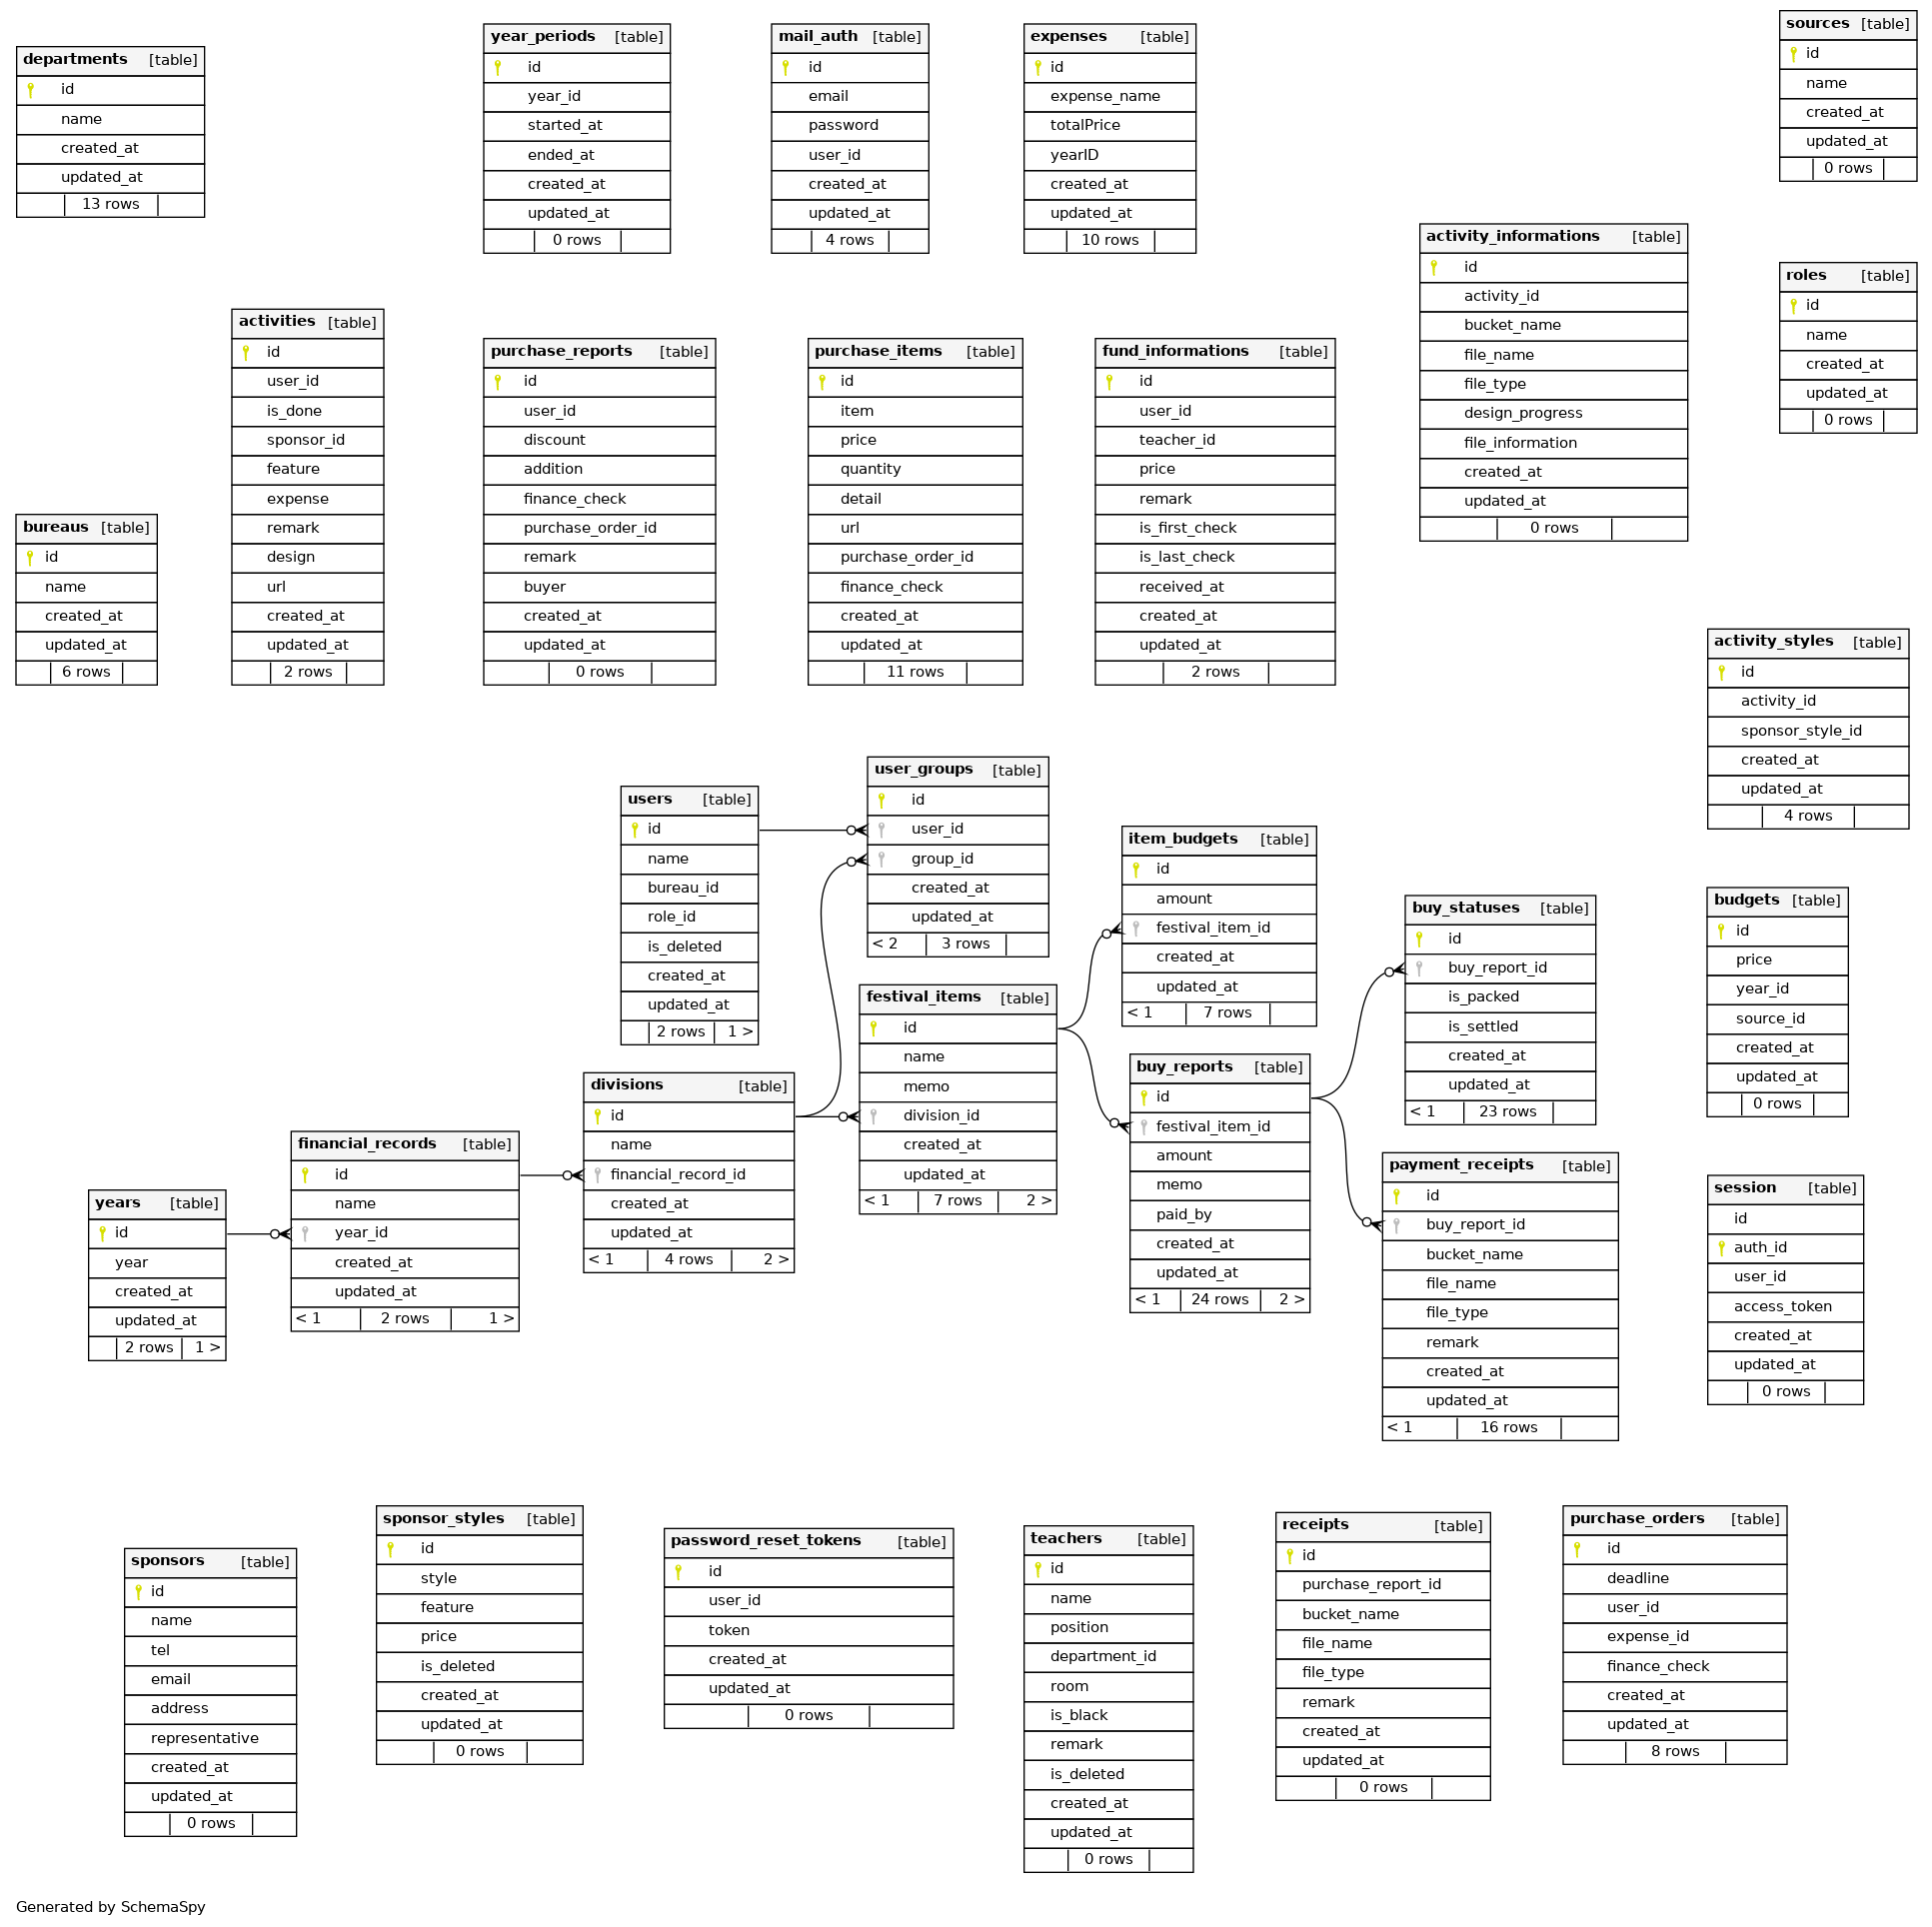 departments [table]
id
name
created_at
updated_at
13 rows
year_periods [table]
id
year_id
started_at
ended_at
created_at
updated_at
0 rows
mail_auth [table]
id
email
password
user_id
created_at
updated_at
4 rows
expenses [table]
id
expense_name
totalPrice
yearID
created_at
updated_at
10 rows
sources [table]
id
name
created_at
updated_at
0 rows
activity_informations [table]
id
activity_id
bucket_name
file_name
file_type
design_progress
file_information
created_at
updated_at
0 rows
roles [table]
id
name
created_at
updated_at
0 rows
bureaus [table]
id
name
created_at
updated_at
6 rows
activities [table]
id
user_id
is_done
sponsor_id
feature
expense
remark
design
url
created_at
updated_at
2 rows
purchase_reports [table]
id
user_id
discount
addition
finance_check
purchase_order_id
remark
buyer
created_at
updated_at
0 rows
purchase_items [table]
id
item
price
quantity
detail
url
purchase_order_id
finance_check
created_at
updated_at
11 rows
fund_informations [table]
id
user_id
teacher_id
price
remark
is_first_check
is_last_check
received_at
created_at
updated_at
2 rows
activity_styles [table]
id
activity_id
sponsor_style_id
created_at
updated_at
4 rows
users [table]
id
name
bureau_id
role_id
is_deleted
created_at
updated_at
2 rows 1 >
user_groups [table]
id
user_id
group_id
created_at
updated_at
< 2 3 rows
item_budgets [table]
id
amount
festival_item_id
created_at
updated_at
< 1 7 rows
buy_statuses [table]
id
buy_report_id
is_packed
is_settled
created_at
updated_at
< 1 23 rows
budgets [table]
id
price
year_id
source_id
created_at
updated_at
0 rows
years [table]
id
year
created_at
updated_at
2 rows 1 >
financial_records [table]
id
name
year_id
created_at
updated_at
< 1 2 rows 1 >
divisions [table]
id
name
financial_record_id
created_at
updated_at
< 1 4 rows 2 >
festival_items [table]
id
name
memo
division_id
created_at
updated_at
< 1 7 rows 2 >
buy_reports [table]
id
festival_item_id
amount
memo
paid_by
created_at
updated_at
< 1 24 rows 2 >
payment_receipts [table]
id
buy_report_id
bucket_name
file_name
file_type
remark
created_at
updated_at
< 1 16 rows
session [table]
id
auth_id
user_id
access_token
created_at
updated_at
0 rows
sponsors [table]
id
name
tel
email
address
representative
created_at
updated_at
0 rows
sponsor_styles [table]
id
style
feature
price
is_deleted
created_at
updated_at
0 rows
password_reset_tokens [table]
id
user_id
token
created_at
updated_at
0 rows
teachers [table]
id
name
position
department_id
room
is_black
remark
is_deleted
created_at
updated_at
0 rows
receipts [table]
id
purchase_report_id
bucket_name
file_name
file_type
remark
created_at
updated_at
0 rows
purchase_orders [table]
id
deadline
user_id
expense_id
finance_check
created_at
updated_at
8 rows
Generated by SchemaSpy